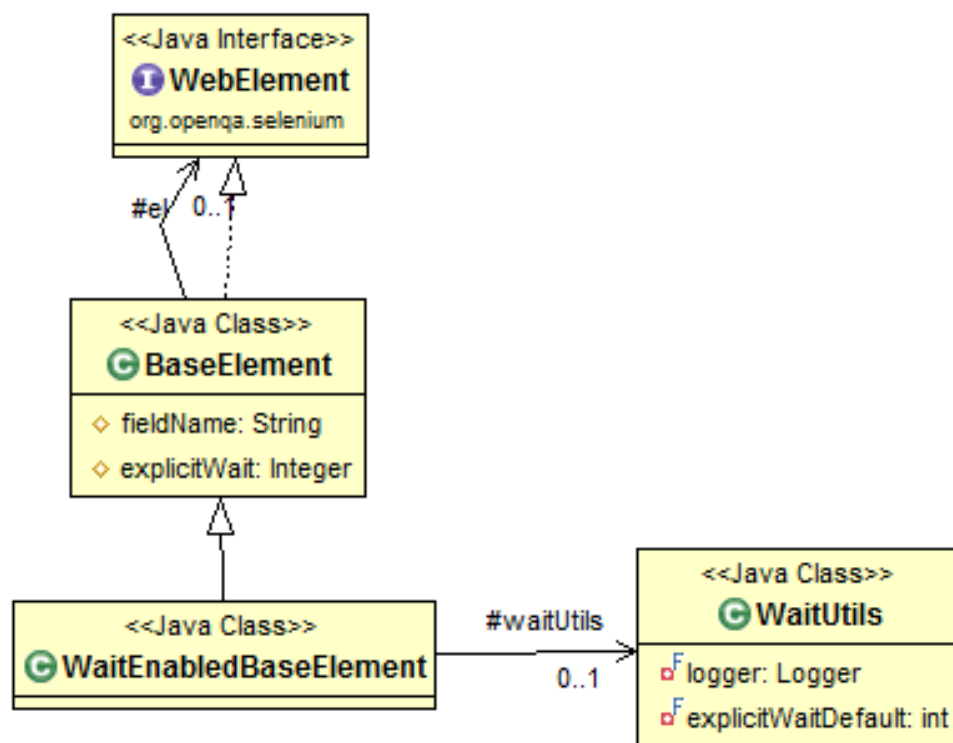 <<Java Interface>>
I WebElement
org.openqa.selenium
#el 0..1
<<Java Class>>
C BaseElement
fieldName: String
explicitWait: Integer
<<Java Class>>
C WaitEnabledBaseElement
#waitUtils
0..1
<<Java Class>>
C WaitUtils
F logger: Logger
F explicitWaitDefault: int